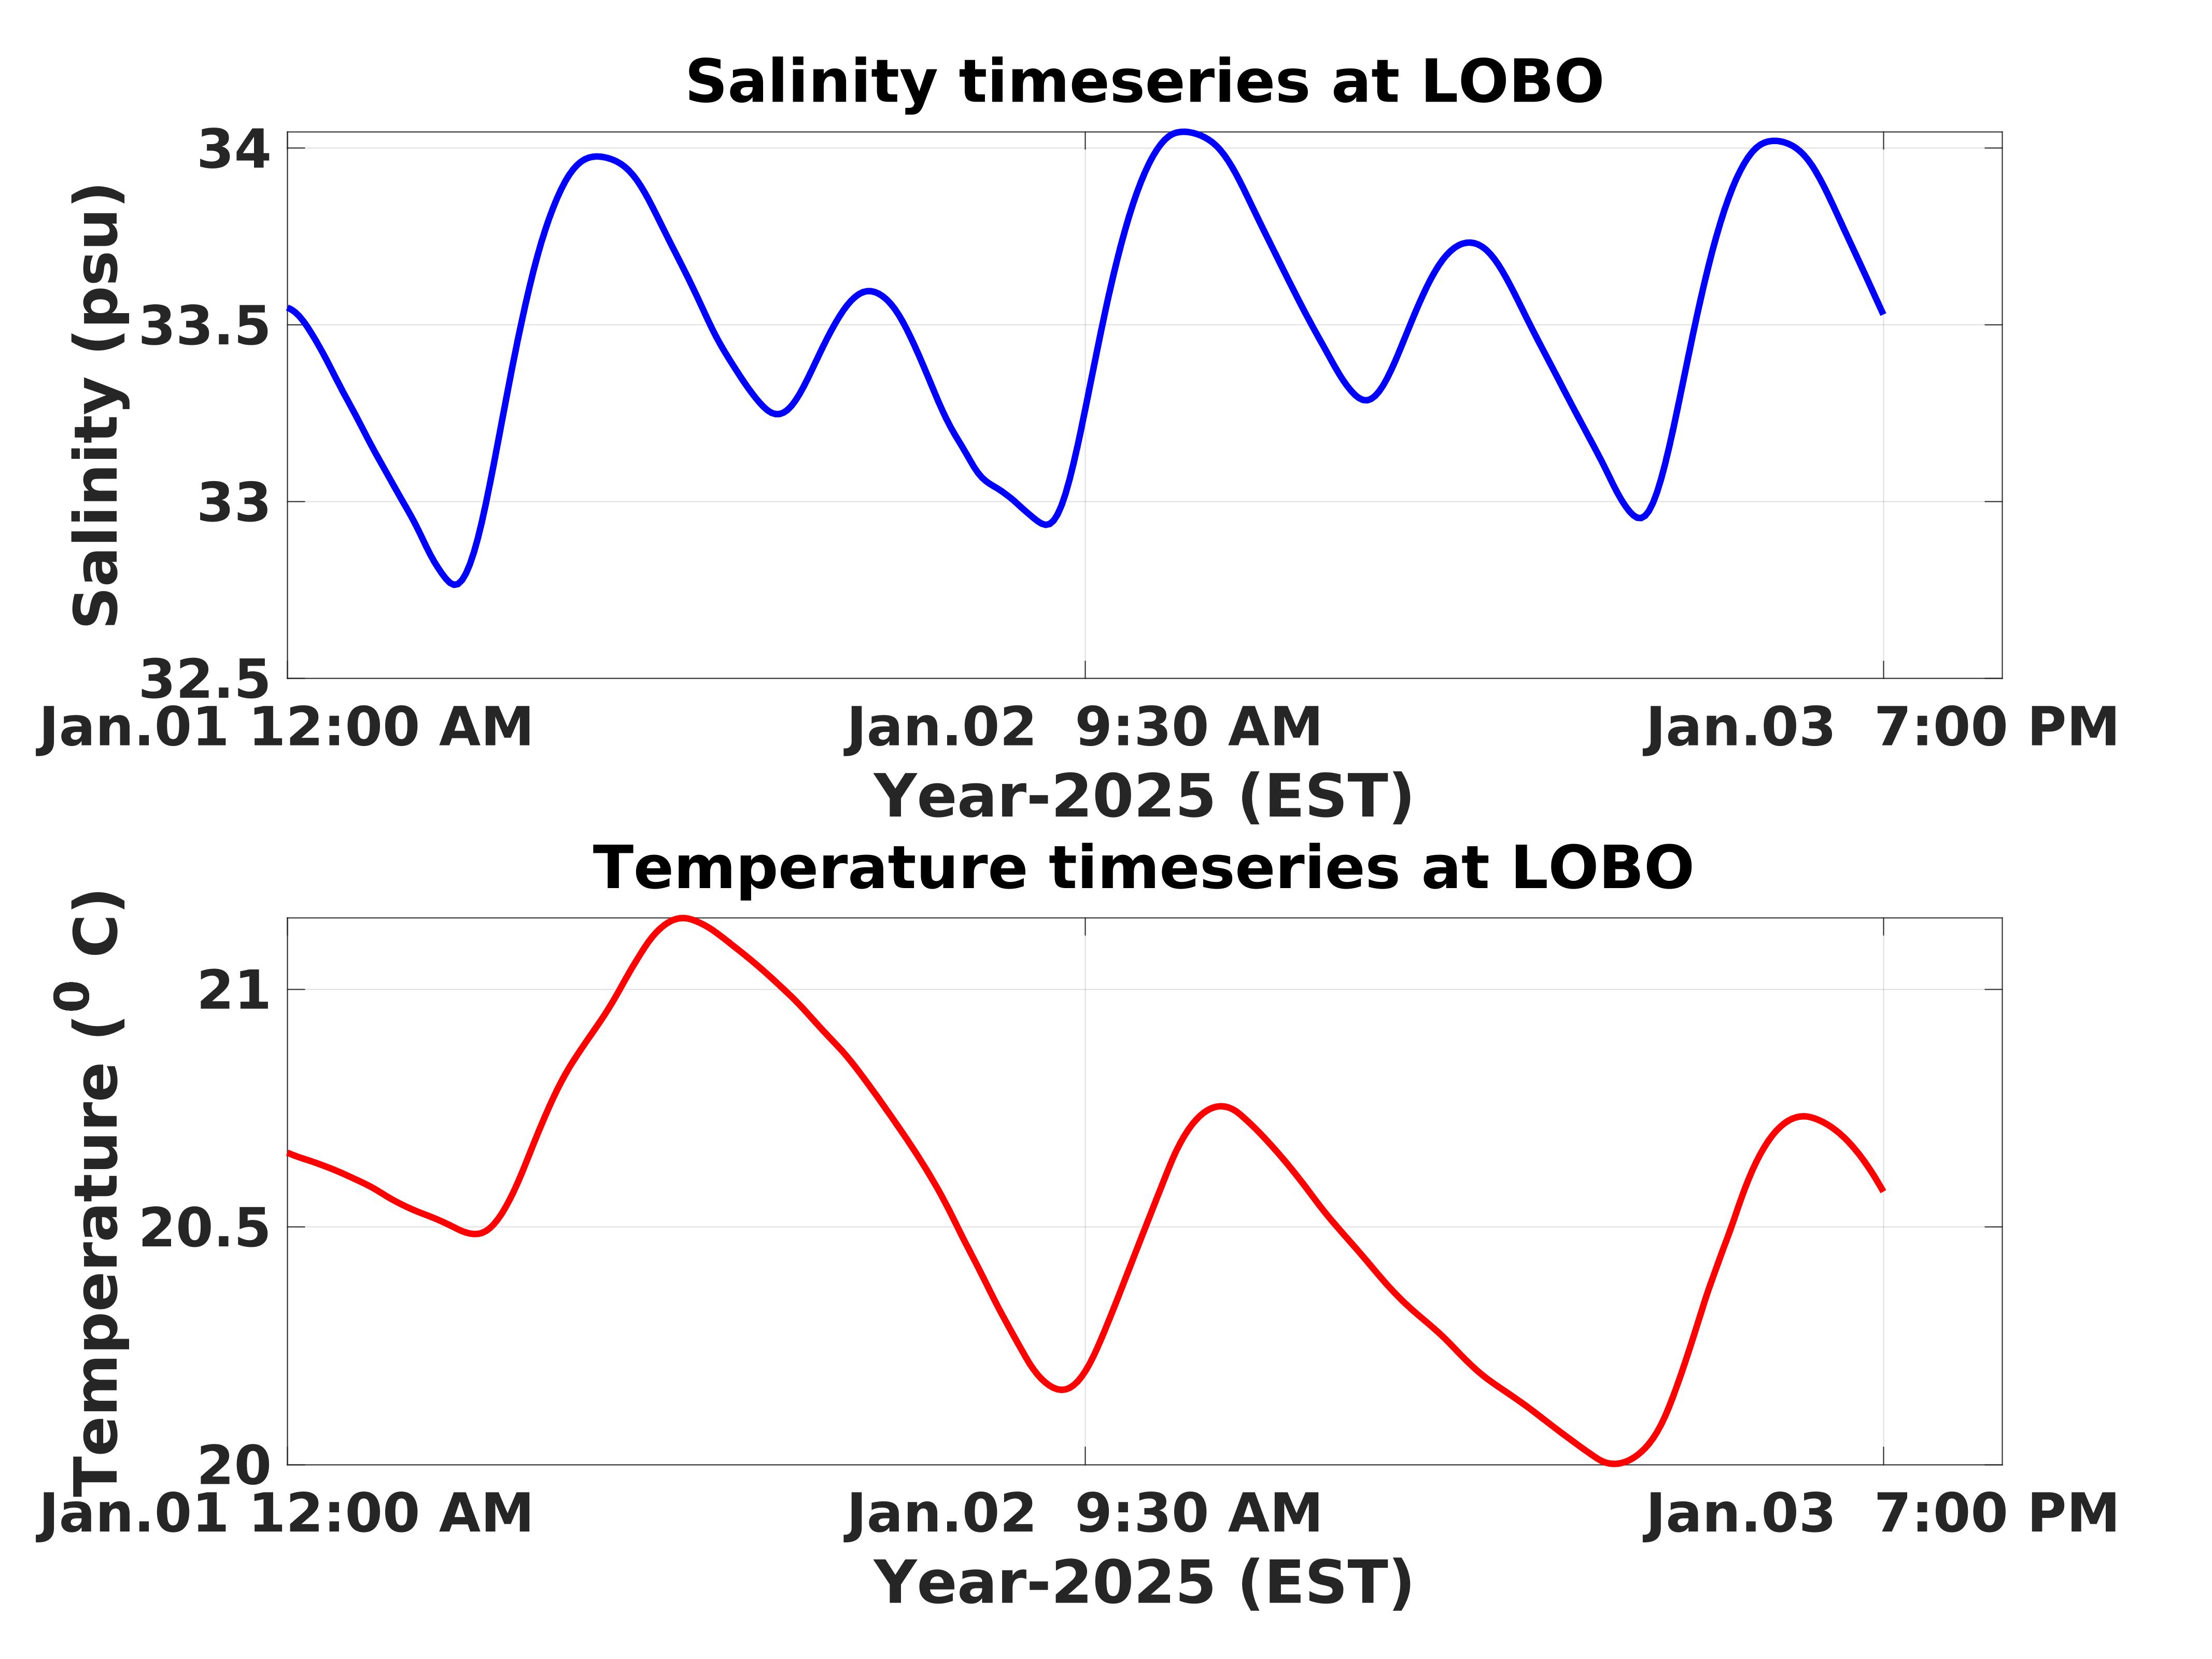 Salinity timeseries at LOBO
Salinity (psu)
34
33.5
33
32.5
Jan.01 12:00 AM Jan.02 9:30 AM Jan.03 7:00 PM
Year-2025 (EST)
Temperature timeseries at LOBO
Temperature (⁰ C)
21
20.5
20
Jan.01 12:00 AM Jan.02 9:30 AM Jan.03 7:00 PM
Year-2025 (EST)